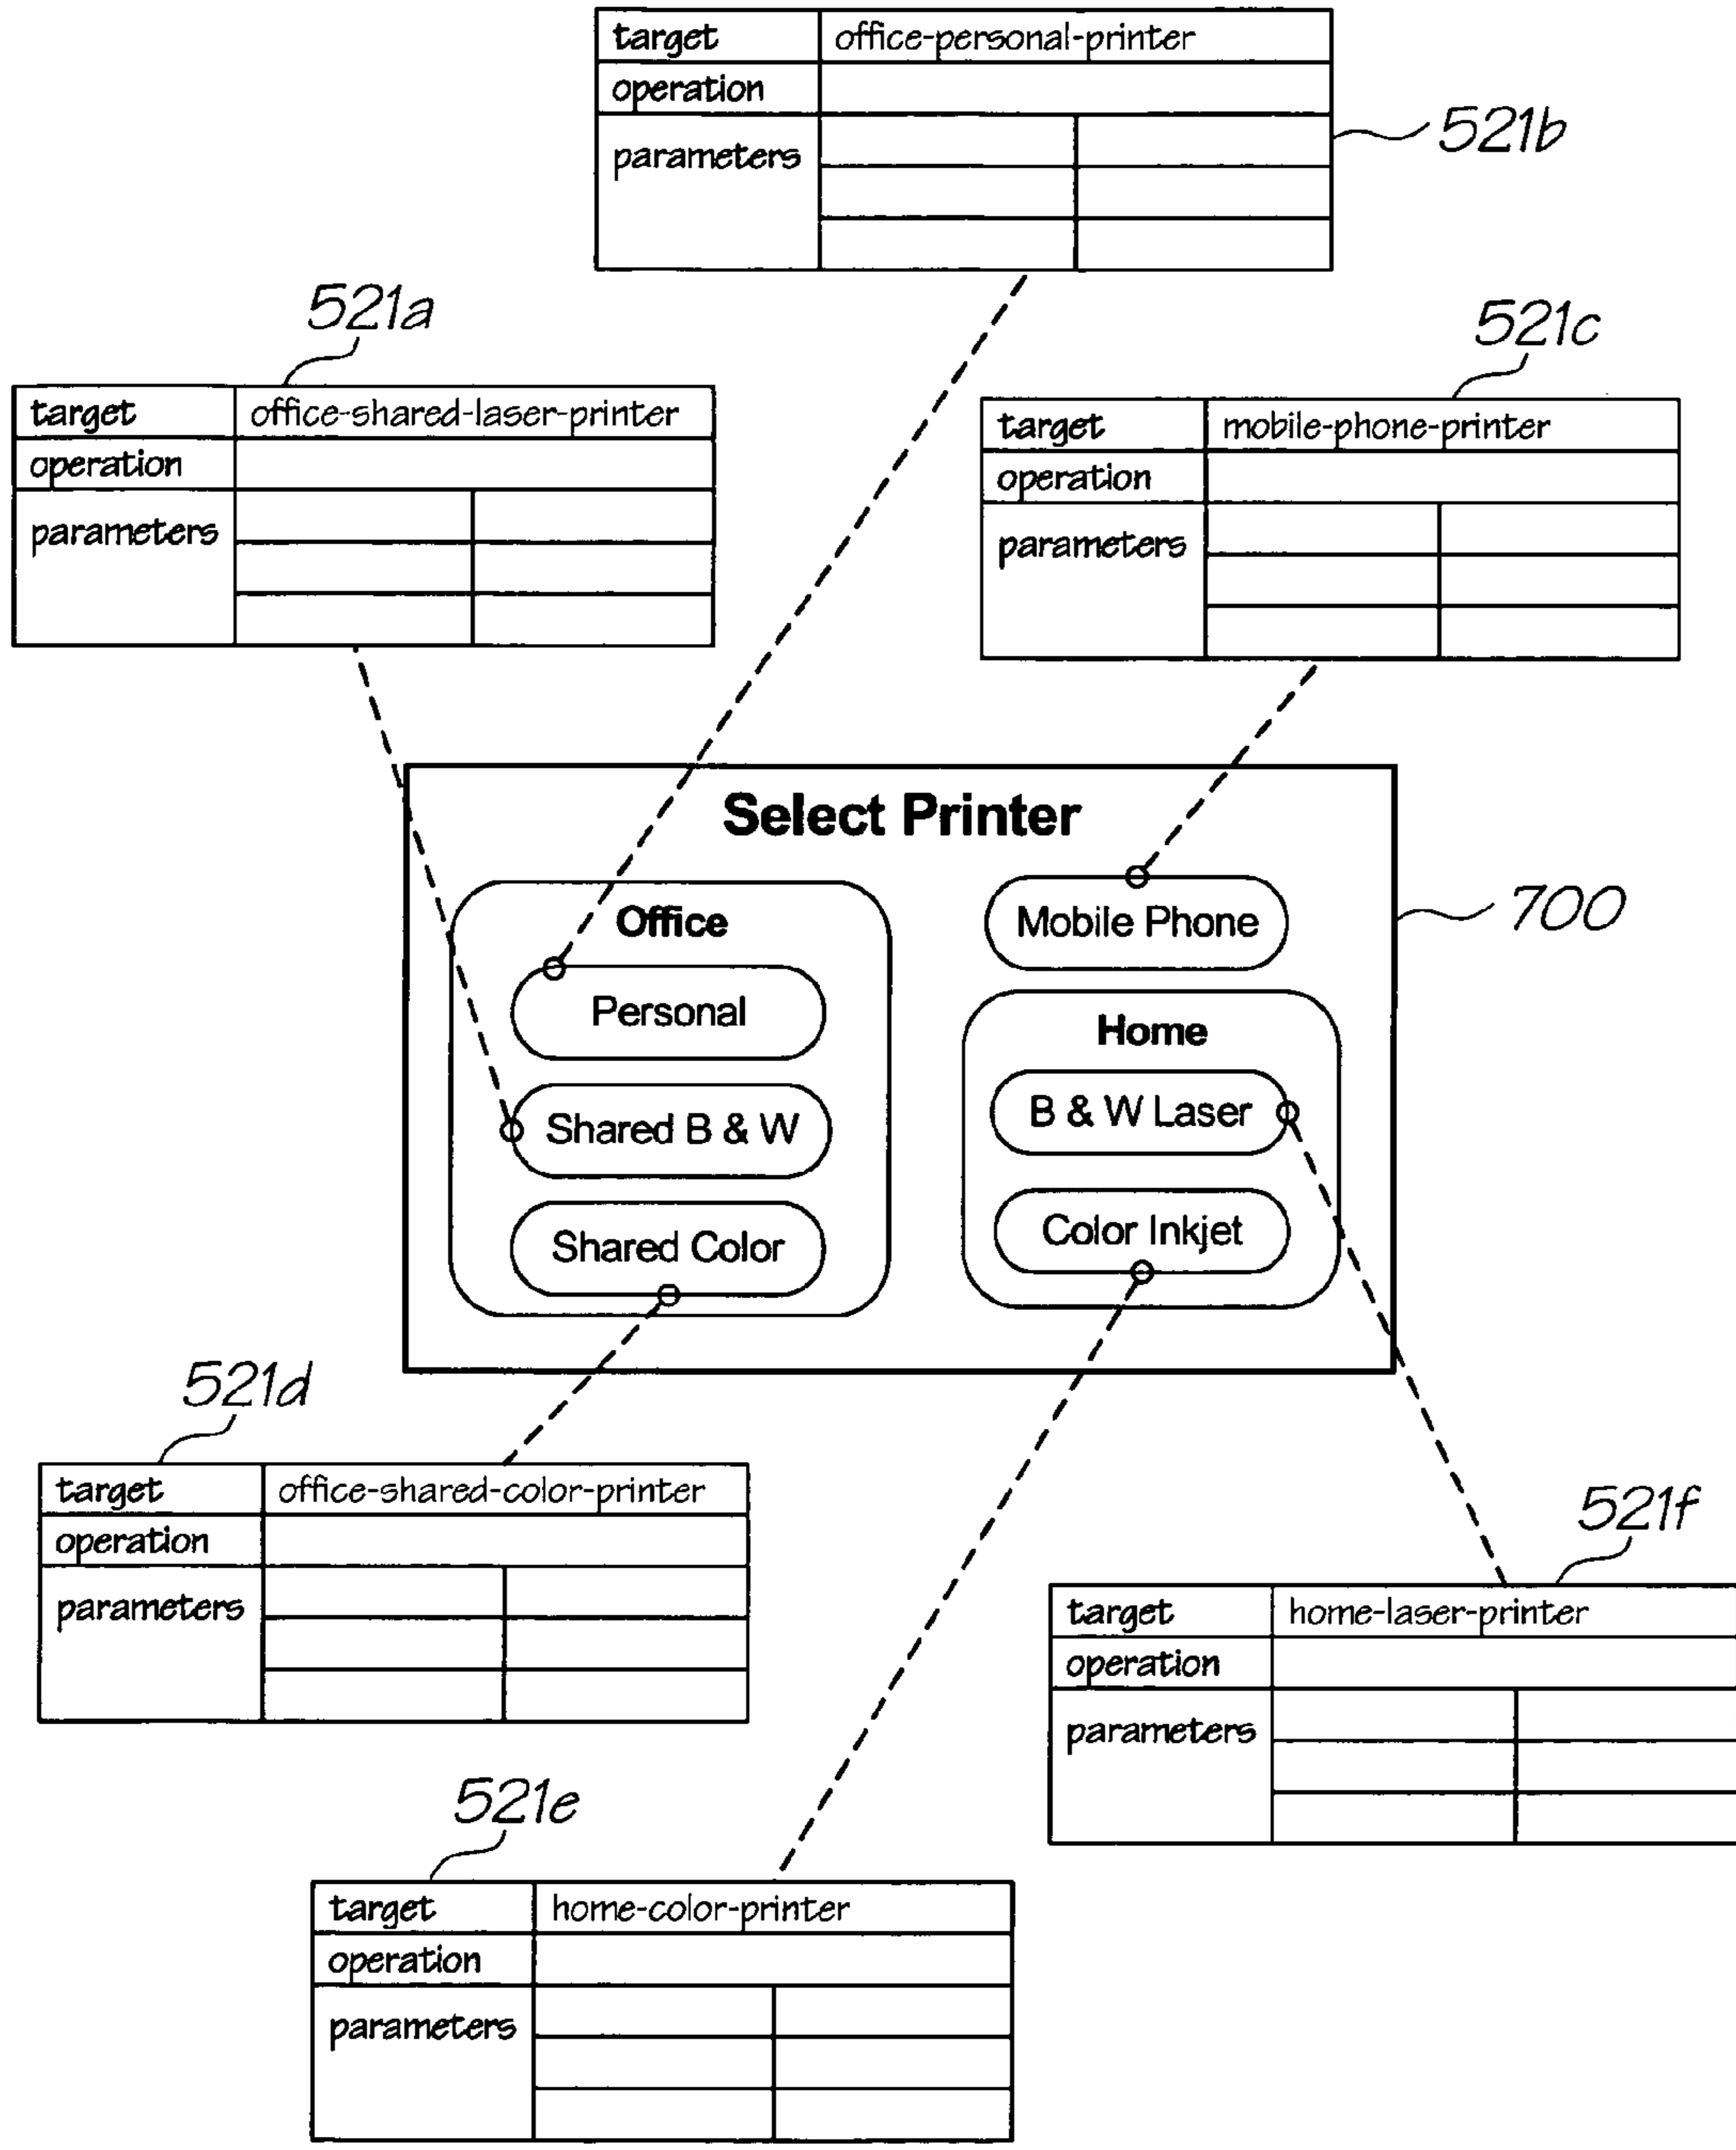 target office-personal-printer
operation
parameters
521b
521a
target office-shared-laser-printer
operation
parameters
521c
target mobile-phone-printer
operation
parameters
Select Printer
700
Office
Personal
Shared B & W
Shared Color
Mobile Phone
Home
B & W Laser
Color Inkjet
521d
target office-shared-color-printer
operation
parameters
521f
target home-laser-printer
operation
parameters
521e
target home-color-printer
operation
parameters